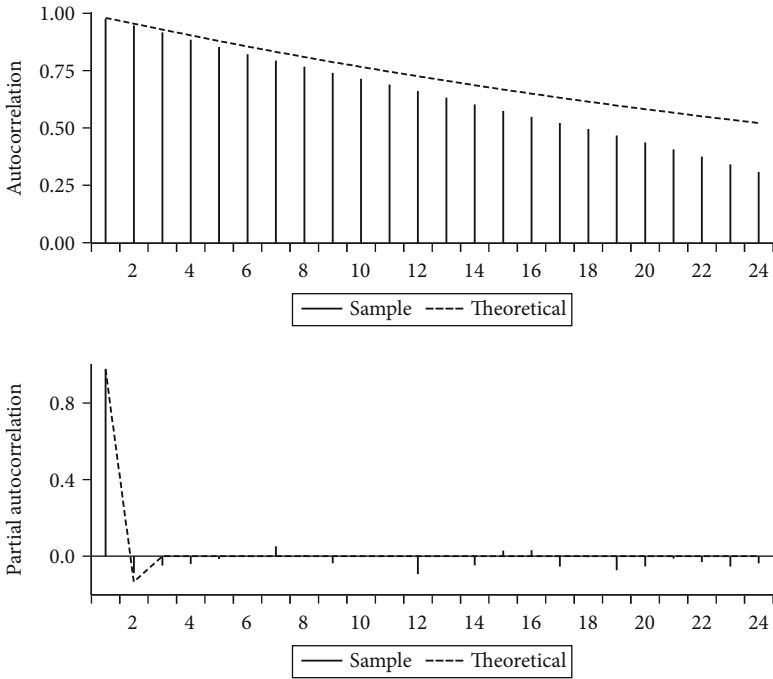 1.00
0.75
0.50
0.25
0.00
Autocorrelation
2 4 6 8 10 12 14 16 18 20 22 24
Sample Theoretical
0.8
0.4
0.0
Partial autocorrelation
2 4 6 8 10 12 14 16 18 20 22 24
Sample Theoretical